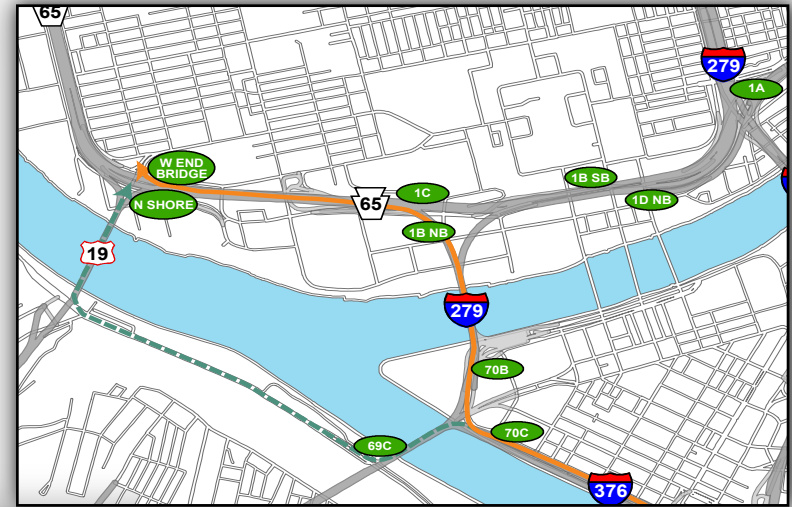 65
279
1A
W END
BRIDGE
N SHORE
65
1C
1B SB
1D NB
1B NB
19
279
70B
69C
70C
376